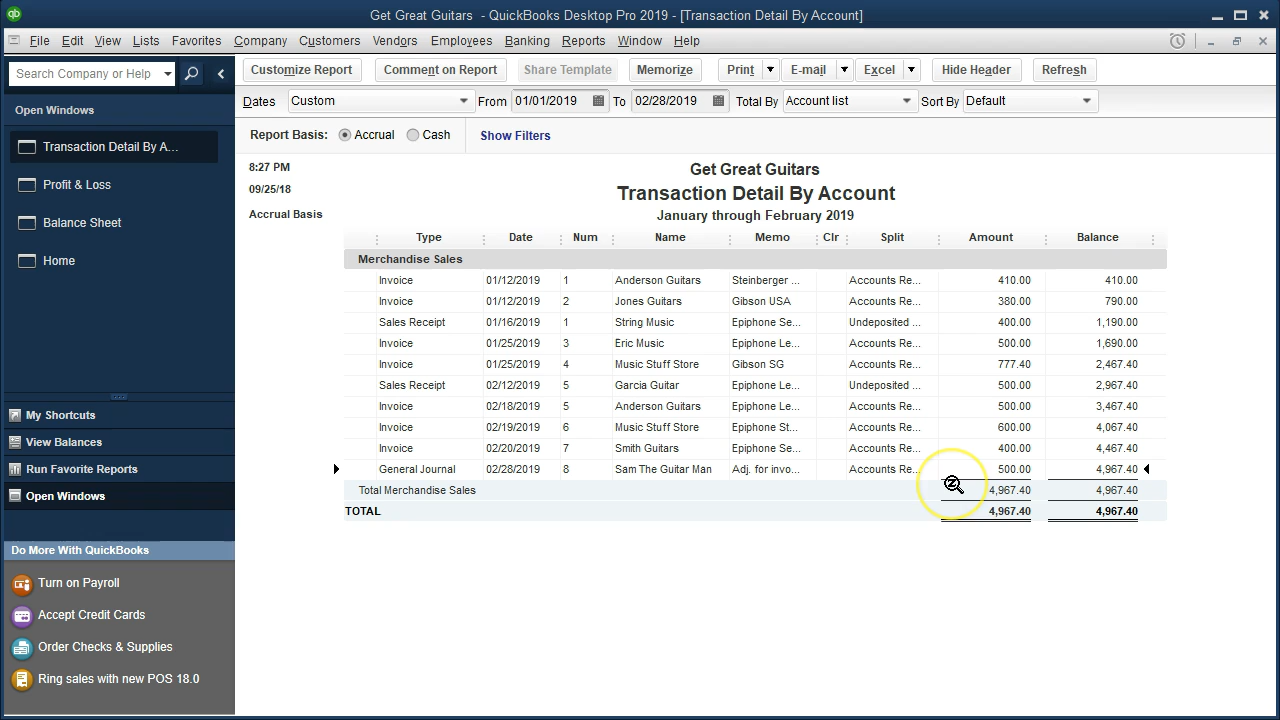 Get Great Guitars - QuickBooks Desktop Pro 2019 - [Transaction Detail By Account]
File Edit View Lists Favorites Company Customers Vendors Employees Banking Reports Window Help
Search Company or Help
Customize Report Comment on Report Share Template Memorize Print E-mail Excel Hide Header Refresh
Dates Custom From 01/01/2019 To 02/28/2019 Total By Account list Sort By Default
Report Basis: Accrual Cash Show Filters
Open Windows
Transaction Detail By A...
Profit & Loss
Balance Sheet
Home
My Shortcuts
View Balances
Run Favorite Reports
Open Windows
Do More With QuickBooks
Turn on Payroll
Accept Credit Cards
Order Checks & Supplies
Ring sales with new POS 18.0
8:27 PM
09/25/18
Accrual Basis
Get Great Guitars
Transaction Detail By Account
January through February 2019
Type Date Num Name Memo Clr Split Amount Balance
Merchandise Sales
Invoice 01/12/2019 1 Anderson Guitars Steinberger ... Accounts Re... 410.00 410.00
Invoice 01/12/2019 2 Jones Guitars Gibson USA Accounts Re... 380.00 790.00
Sales Receipt 01/16/2019 1 String Music Epiphone Se... Undeposited ... 400.00 1,190.00
Invoice 01/25/2019 3 Eric Music Epiphone Le... Accounts Re... 500.00 1,690.00
Invoice 01/25/2019 4 Music Stuff Store Gibson SG Accounts Re... 777.40 2,467.40
Sales Receipt 02/12/2019 5 Garcia Guitar Epiphone Le... Undeposited ... 500.00 2,967.40
Invoice 02/18/2019 5 Anderson Guitars Epiphone Le... Accounts Re... 500.00 3,467.40
Invoice 02/19/2019 6 Music Stuff Store Epiphone St... Accounts Re... 600.00 4,067.40
Invoice 02/20/2019 7 Smith Guitars Epiphone Se... Accounts Re... 400.00 4,467.40
General Journal 02/28/2019 8 Sam The Guitar Man Adj. for invo... Accounts Re... 500.00 4,967.40
Total Merchandise Sales 4,967.40 4,967.40
TOTAL 4,967.40 4,967.40